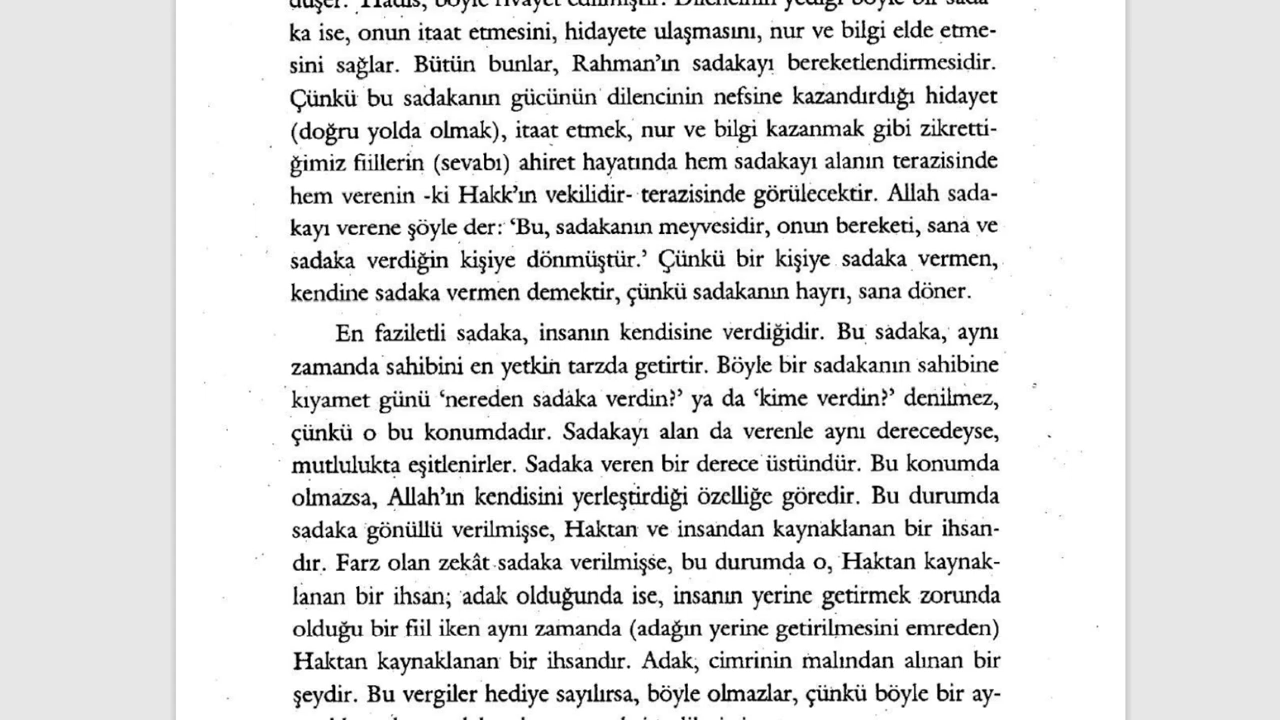 düşer. Hadis, böyle rivayet edilmiştir. Dilencinin yediği böyle bir sada-
ka ise, onun itaat etmesini, hidayete ulaşmasını, nur ve bilgi elde etme-
sini sağlar. Bütün bunlar, Rahman’ın sadakayı bereketlendirmesidir.
Çünkü bu sadakanın gücünün dilencinin nefsine kazandırdığı hidayet
(doğru yolda olmak), itaat etmek, nur ve bilgi kazanmak gibi zikretti-
ğimiz fiillerin (sevabı) ahiret hayatında hem sadakayı alanın terazisinde
hem verenin -ki Hakk’ın vekilidir- terazisinde görülecektir. Allah sada-
kayı verene şöyle der: ‘Bu, sadakanın meyvesidir, onun bereketi, sana ve
sadaka verdiğin kişiye dönmüştür.’ Çünkü bir kişiye sadaka vermen,
kendine sadaka vermen demektir, çünkü sadakanın hayrı, sana döner.
En faziletli sadaka, insanın kendisine verdiğidir. Bu sadaka, aynı
zamanda sahibini en yetkin tarzda getirtir. Böyle bir sadakanın sahibine
kıyamet günü ‘nereden sadaka verdin?’ ya da ‘kime verdin?’ denilmez,
çünkü o bu konumdadır. Sadakayı alan da verenle aynı derecedeyse,
mutlulukta eşitlenirler. Sadaka veren bir derece üstündür. Bu konumda
olmazsa, Allah’ın kendisini yerleştirdiği özelliğe göredir. Bu durumda
sadaka gönüllü verilmişse, Haktan ve insandan kaynaklanan bir ihsan-
dır. Farz olan zekât sadaka verilmişse, bu durumda o, Haktan kaynak-
lanan bir ihsan; adak olduğunda ise, insanın yerine getirmek zorunda
olduğu bir fiil iken aynı zamanda (adağın yerine getirilmesini emreden)
Haktan kaynaklanan bir ihsandır. Adak, cimrinin malından alınan bir
şeydir. Bu vergiler hediye sayılırsa, böyle olmazlar, çünkü böyle bir ay-